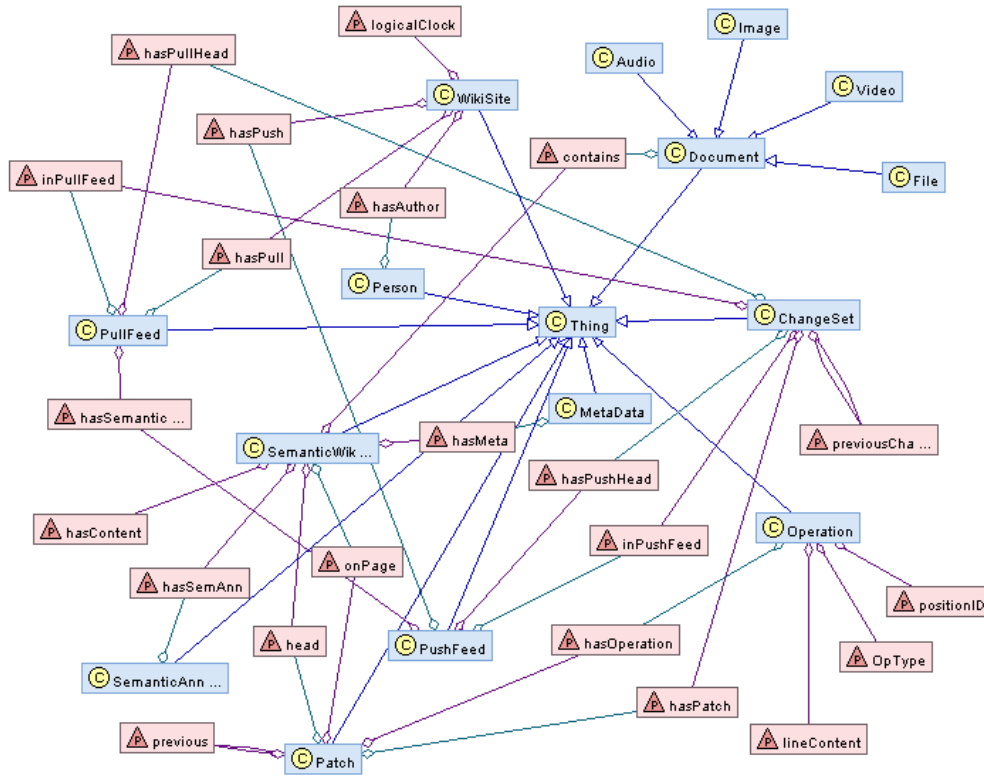 C Image
P logicalClock
P hasPullHead
C Audio
C Video
C WikiSite
P hasPush
P contains
C Document
P inPullFeed
C File
P hasAuthor
P hasPull
C Person
C PullFeed
C Thing
C ChangeSet
P hasSemantic ...
C MetaData
C SemanticWik ...
P hasMeta
P previousCha ...
P hasPushHead
P hasContent
P onPage
P inPushFeed
C Operation
P hasSemAnn
P positionID
P head
C PushFeed
P hasOperation
P OpType
C SemanticAnn ...
P hasPatch
P previous
C Patch
P lineContent